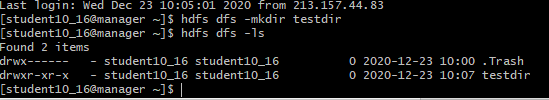 Last login: Wed Dec 23 10:05:01 2020 from 213.157.44.83
[student10_16@manager ~]$ hdfs dfs -mkdir testdir
[student10_16@manager ~]$ hdfs dfs -ls
Found 2 items
drwx------   - student10_16 student10_16          0 2020-12-23 10:00 .Trash
drwxr-xr-x   - student10_16 student10_16          0 2020-12-23 10:07 testdir
[student10_16@manager ~]$